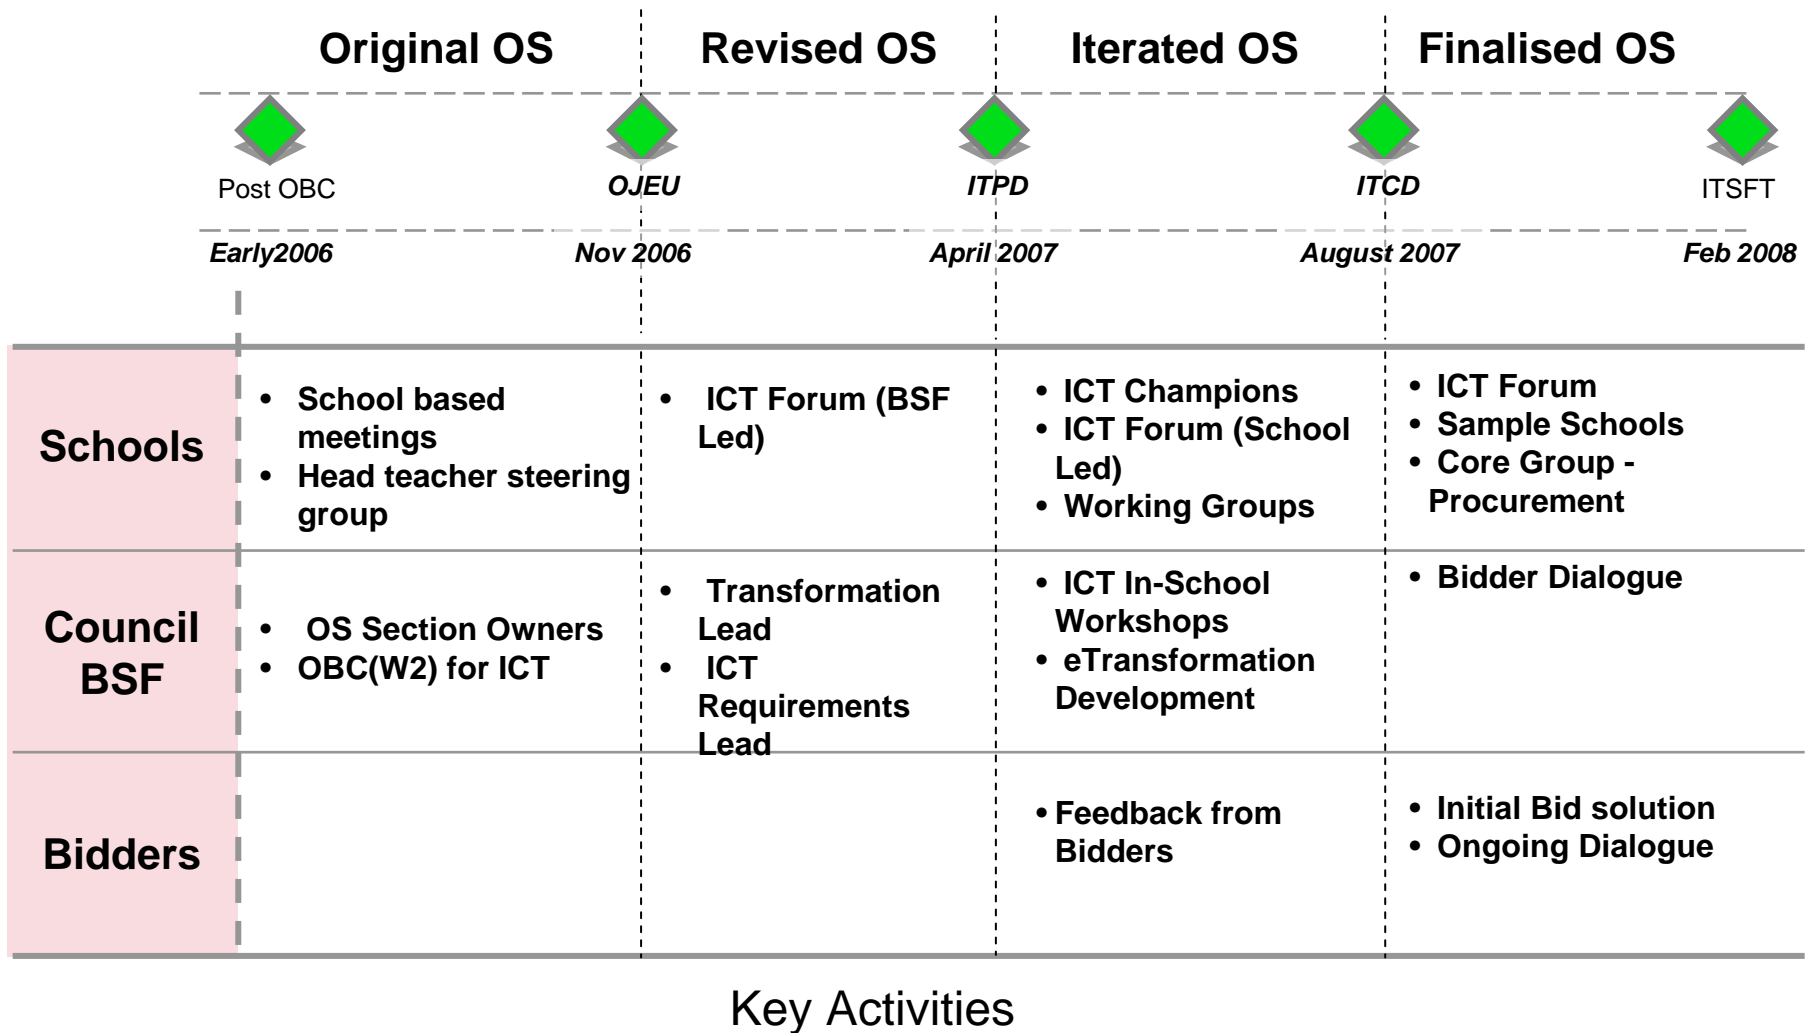 Original OS
Revised OS
Iterated OS
Finalised OS
Post OBC
OJEU
ITPD
ITCD
ITSFT
Early2006
Nov 2006
April 2007
August 2007
Feb 2008
Schools
• School based
meetings
• Head teacher steering
group
• ICT Forum (BSF
Led)
• ICT Champions
• ICT Forum (School
Led)
• Working Groups
• ICT Forum
• Sample Schools
• Core Group -
Procurement
Council
BSF
• OS Section Owners
• OBC(W2) for ICT
• Transformation
Lead
• ICT
Requirements
Lead
• ICT In-School
Workshops
• eTransformation
Development
• Bidder Dialogue
Bidders
• Feedback from
Bidders
• Initial Bid solution
• Ongoing Dialogue
Key Activities